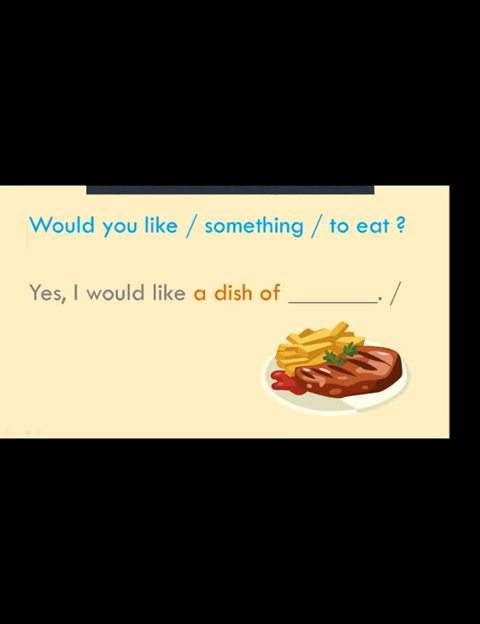 Would you like / something / to eat ?
Yes, I would like a dish of ________. /